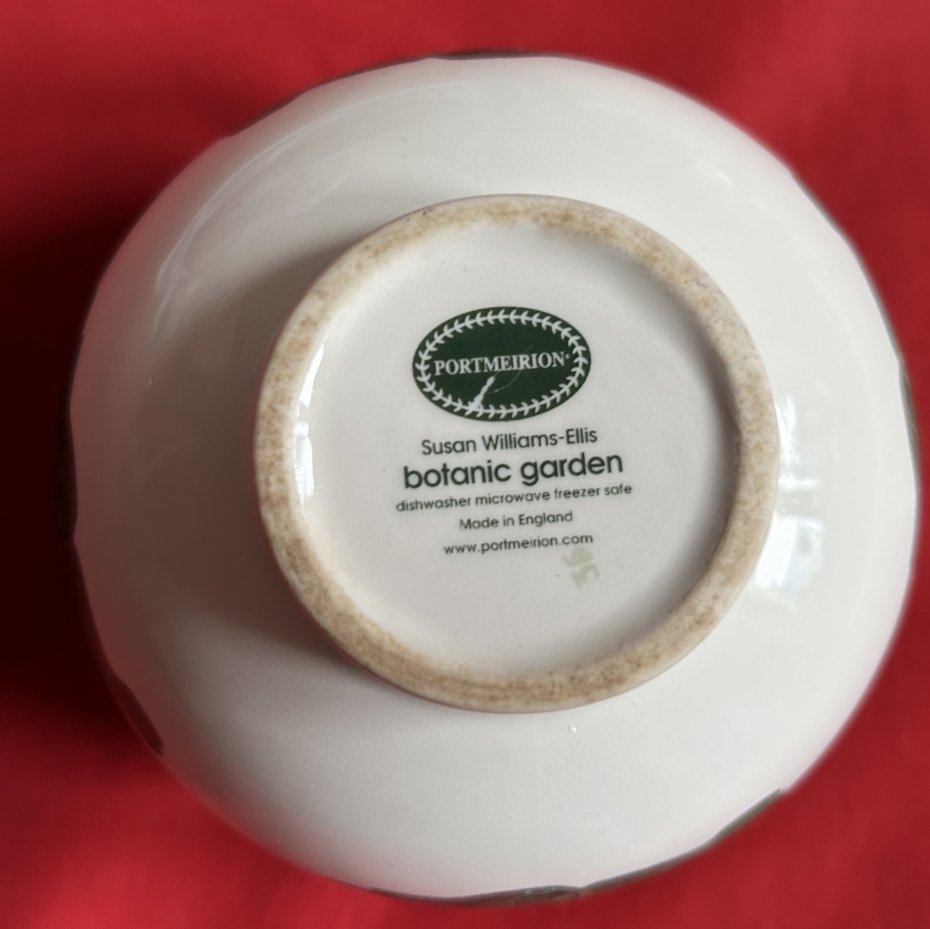 PORTMEIRION®
Susan Williams-Ellis
botanic garden
dishwasher microwave freezer safe
Made in England
www.portmeirion.com